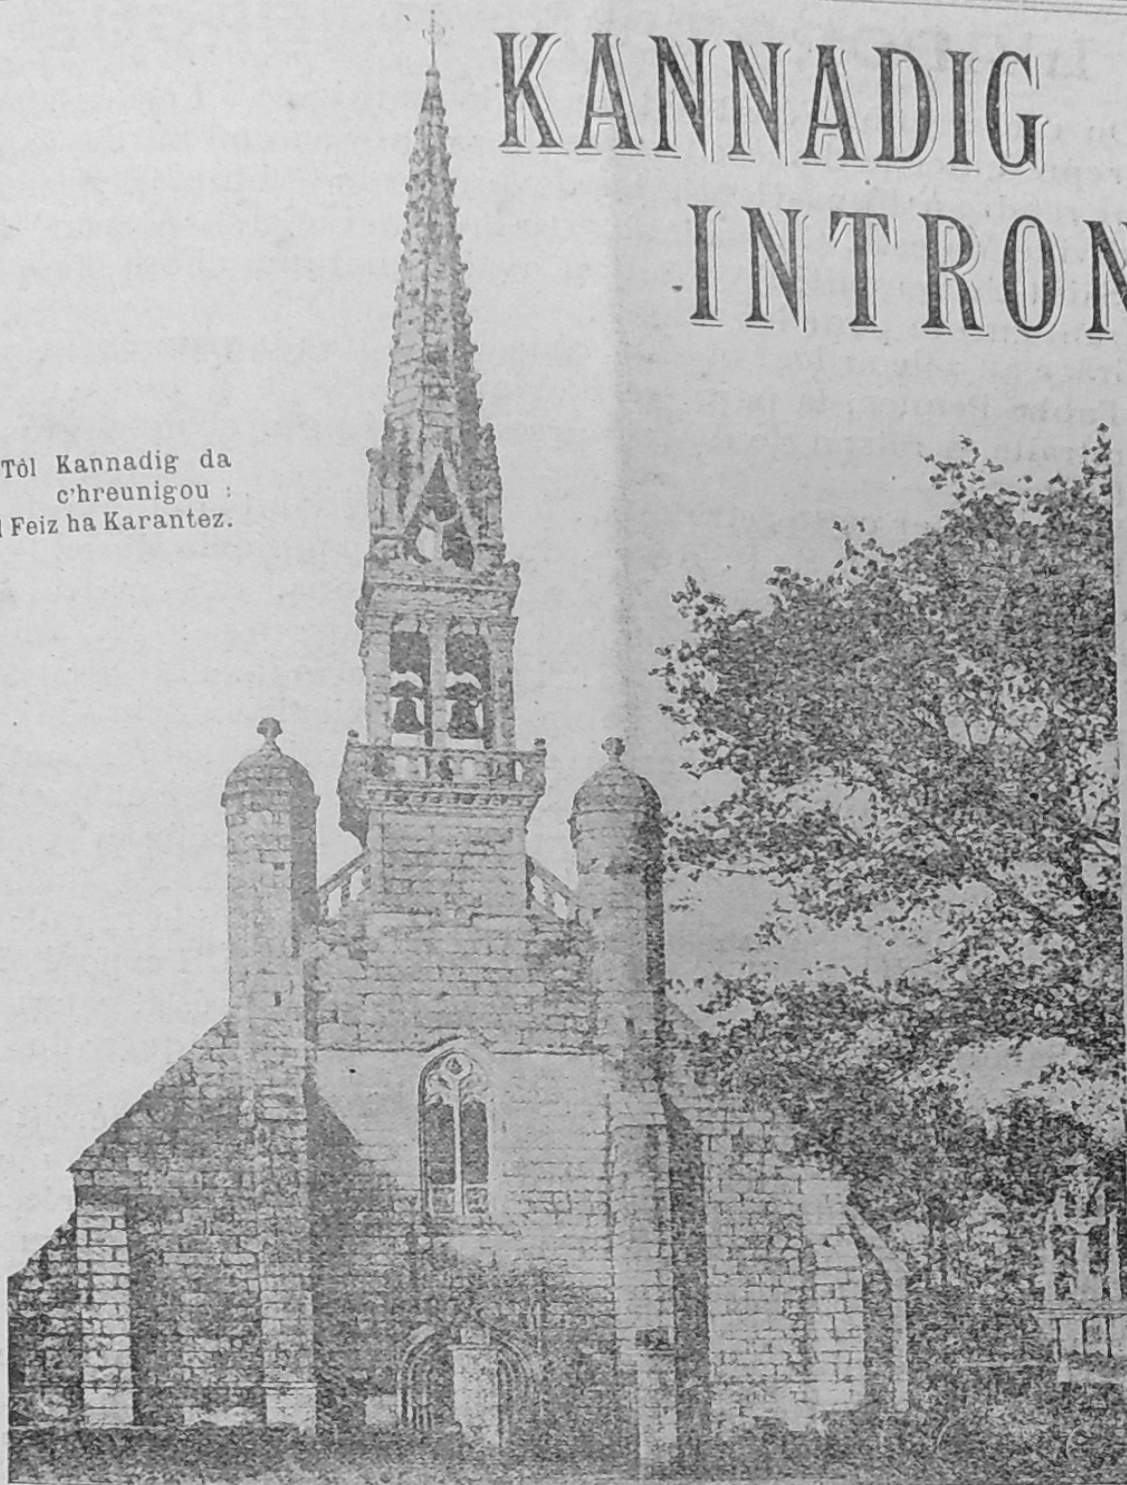 KANNADIG
INTRON
Tôl Kannadig da
c'hreunigou :
Feiz ha Karantez.